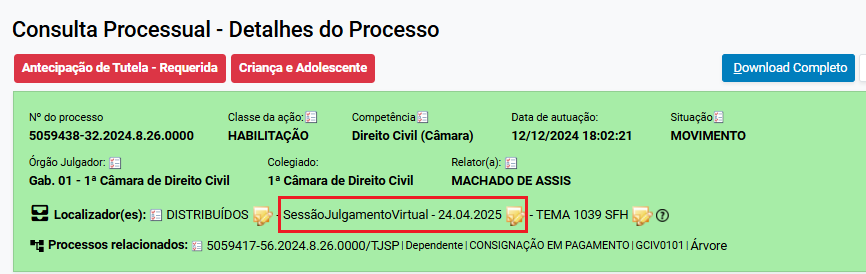 Consulta Processual - Detalhes do Processo
Antecipação de Tutela - Requerida Criança e Adolescente Download Completo
Nº do processo Classe da ação: Competência Data de autuação: Situação
5059438-32.2024.8.26.0000 HABILITAÇÃO Direito Civil (Câmara) 12/12/2024 18:02:21 MOVIMENTO
Órgão Julgador: Colegiado: Relator(a):
Gab. 01 - 1ª Câmara de Direito Civil 1ª Câmara de Direito Civil MACHADO DE ASSIS
Localizador(es): DISTRIBUÍDOS - SessãoJulgamentoVirtual - 24.04.2025 - TEMA 1039 SFH ?
Processos relacionados: 5059417-56.2024.8.26.0000/TJSP | Dependente | CONSIGNAÇÃO EM PAGAMENTO | GCIV0101 | Árvore